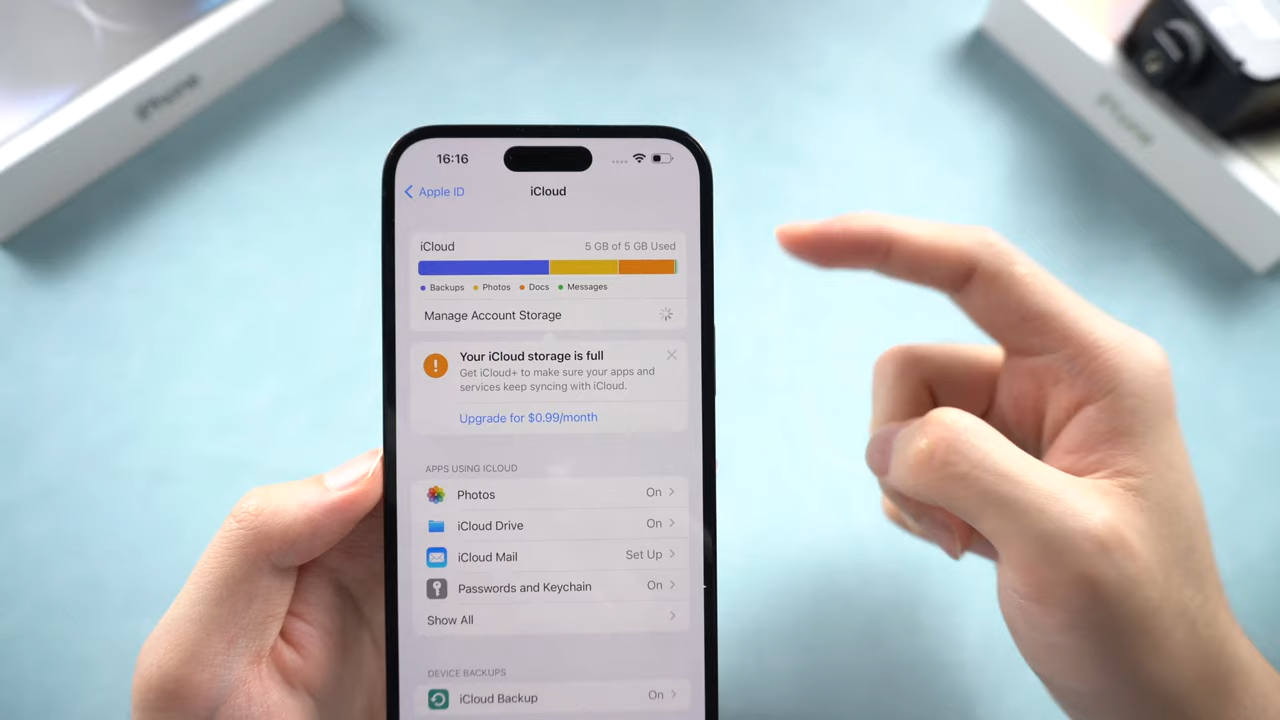 iPhone
iPhone
16:16
Apple ID
iCloud
iCloud
5 GB of 5 GB Used
Backups
Photos
Docs
Messages
Manage Account Storage
Your iCloud storage is full
Get iCloud+ to make sure your apps and
services keep syncing with iCloud.
Upgrade for $0.99/month
APPS USING ICLOUD
Photos
On
iCloud Drive
On
iCloud Mail
Set Up
Passwords and Keychain
On
Show All
DEVICE BACKUPS
iCloud Backup
On